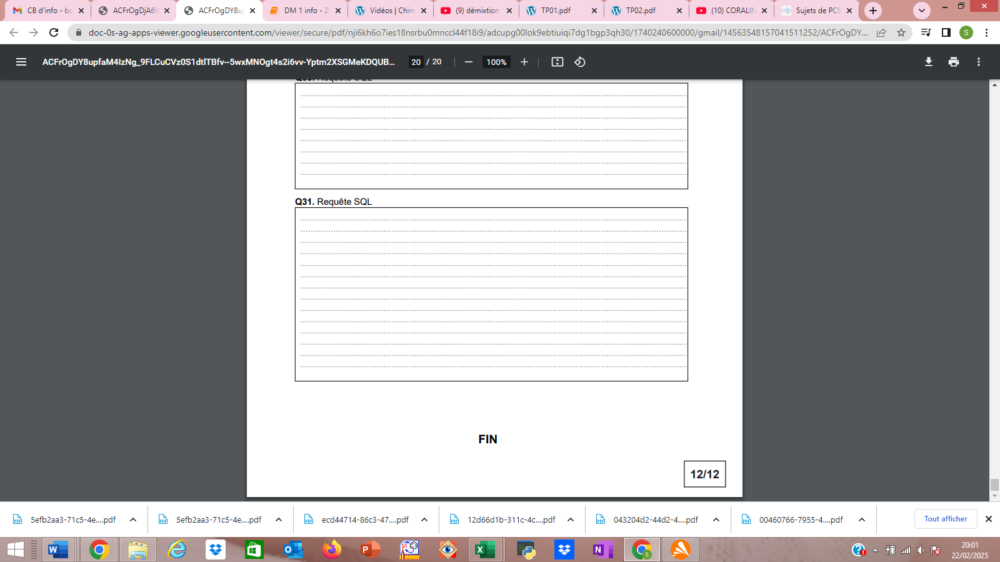 CB d'info - bo
ACFrOgDjA6V
ACFrOgDY8up
DM 1 info - 2
Vidéos | Chim
(9) démixtion
TP01.pdf
TP02.pdf
(10) CORALIN
cdp Sujets de PCS
doc-0s-ag-apps-viewer.googleusercontent.com/viewer/secure/pdf/nji6kh6o7ies18nsrbu0mnccl44f18i9/adcupg00lok9ebtiuiqi7dg1bgp3qh30/1740240600000/gmail/14563548157041511252/ACFrOgDY...
S
ACFrOgDY8upfaM4IzNg_9FLCuCVz0S1dtlTBfv--5wxMNOgt4s2i6vv-Yptm2XSGMeKDQUB...
20 / 20
100%
Requête SQL
Q31. Requête SQL
FIN
12/12
5efb2aa3-71c5-4e....pdf
5efb2aa3-71c5-4e....pdf
ecd44714-86c3-47....pdf
12d66d1b-311c-4c....pdf
043204d2-44d2-4....pdf
00460766-7955-4....pdf
Tout afficher
20:01
22/02/2025